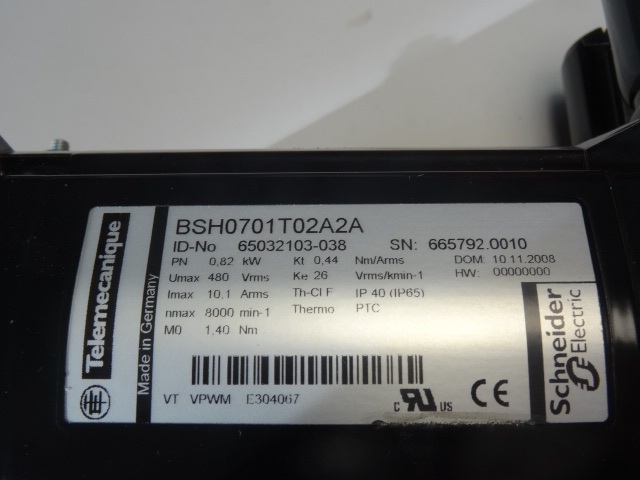 Telemecanique
Made in Germany
BSH0701T02A2A
ID-No 65032103-038 SN: 665792.0010
PN 0,82 kW Kt 0,44 Nm/Arms DOM: 10.11.2008
Umax 480 Vrms Ke 26 Vrms/kmin-1 HW: 00000000
Imax 10.1 Arms Th-Cl F IP 40 (IP65)
nmax 8000 min-1 Thermo PTC
M0 1,40 Nm
VT VPWM E304067
C RU US CE
Schneider
Electric